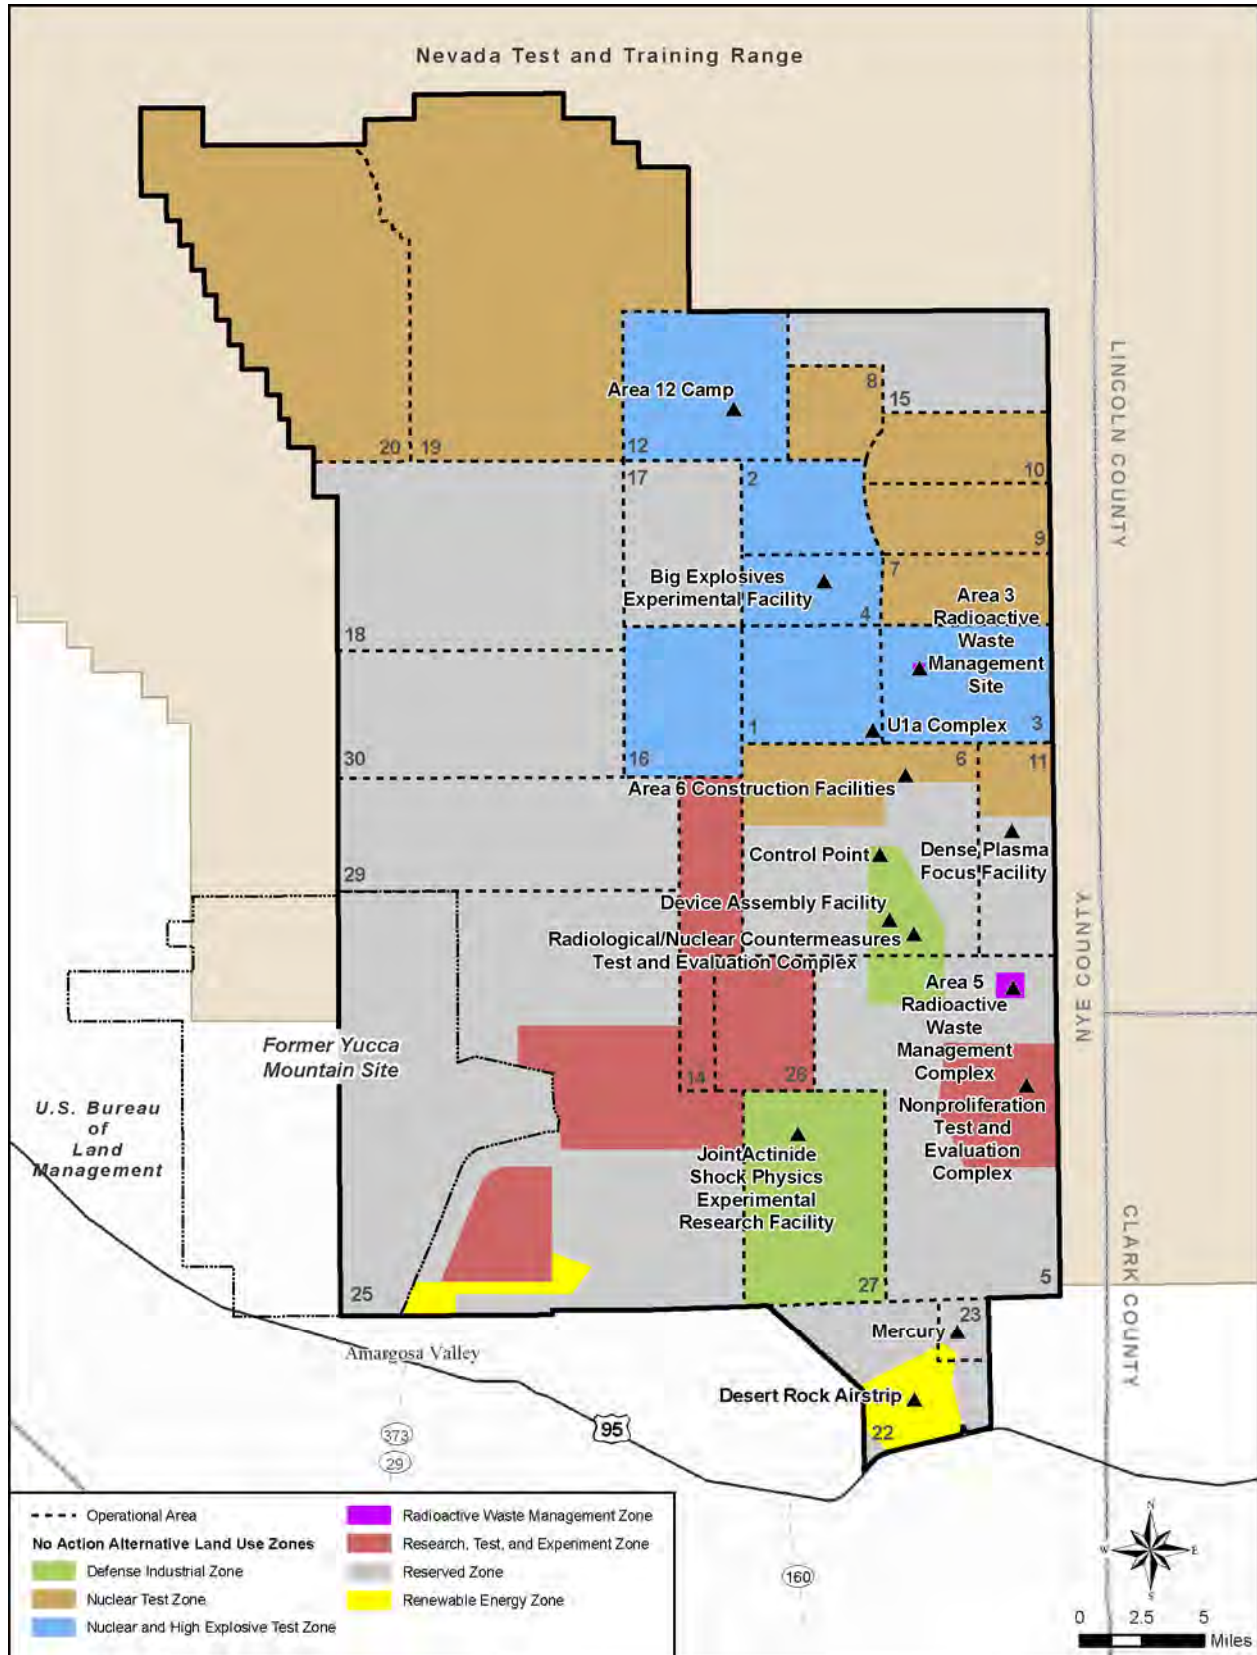 Nevada Test and Training Range
LINCOLN COUNTY
NYE COUNTY
CLARK COUNTY
Area 12 Camp
8
15
20
19
12
10
17
2
9
7
Big Explosives
Experimental Facility
4
Area 3
Radioactive
Waste
Management
Site
18
U1a Complex
1
3
30
16
6
11
Area 6 Construction Facilities
Control Point
Dense Plasma
Focus Facility
29
Device Assembly Facility
Radiological/Nuclear Countermeasures
Test and Evaluation Complex
Area 5
Radioactive
Waste
Management
Complex
Former Yucca
Mountain Site
14
26
U.S. Bureau
of
Land
Management
Nonproliferation
Test and
Evaluation
Complex
JointActinide
Shock Physics
Experimental
Research Facility
25
27
5
23
Mercury
Amargosa Valley
Desert Rock Airstrip
22
95
373
29
160
Operational Area
No Action Alternative Land Use Zones
Defense Industrial Zone
Nuclear Test Zone
Nuclear and High Explosive Test Zone
Radioactive Waste Management Zone
Research, Test, and Experiment Zone
Reserved Zone
Renewable Energy Zone
N
W
E
S
0 2.5 5
Miles